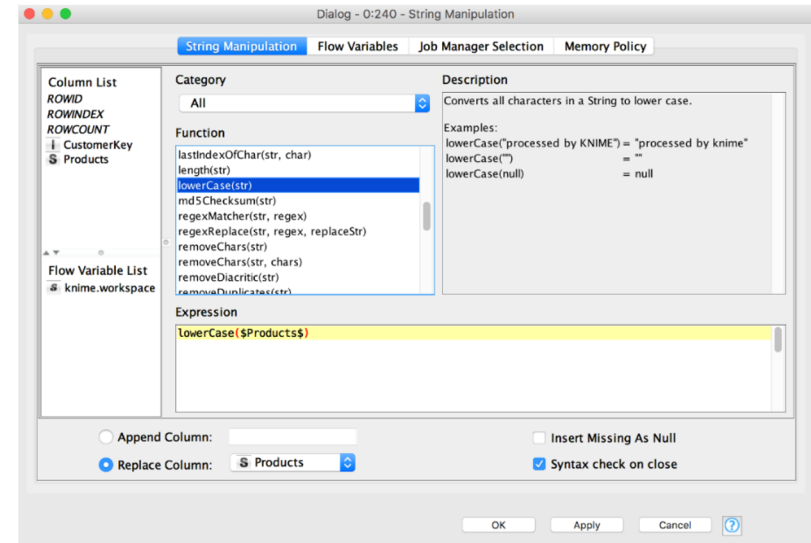 Dialog - 0:240 - String Manipulation
String Manipulation Flow Variables Job Manager Selection Memory Policy
Column List
ROWID
ROWINDEX
ROWCOUNT
I CustomerKey
S Products
Flow Variable List
S knime.workspace
Category
All
Function
lastIndexOfChar(str, char)
length(str)
lowerCase(str)
md5Checksum(str)
regexMatcher(str, regex)
regexReplace(str, regex, replaceStr)
removeChars(str)
removeChars(str, chars)
removeDiacritic(str)
removeDuplicates(str)
Description
Converts all characters in a String to lower case.
Examples:
lowerCase("processed by KNIME") = "processed by knime"
lowerCase("") = ""
lowerCase(null) = null
Expression
lowerCase($Products$)
Append Column:
Replace Column: S Products
Insert Missing As Null
Syntax check on close
OK Apply Cancel ?